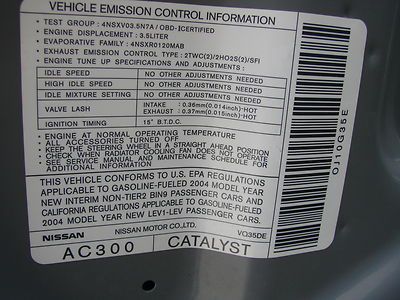 VEHICLE EMISSION CONTROL INFORMATION
• TEST GROUP : 4NSXV03.5N7A / OBD-ⅡCERTIFIED
• ENGINE DISPLACEMENT : 3.5LITER
• EVAPORATIVE EMISSION FAMILY : 4NSXR0120MAB
• EXHAUST EMISSION CONTROL TYPE : 2TWC(2)/2HO2S(2)/SFI
• ENGINE TUNE UP SPECIFICATIONS AND ADJUSTMENTS
IDLE SPEED NO OTHER ADJUSTMENTS NEEDED.
HIGH IDLE SPEED NO OTHER ADJUSTMENTS NEEDED.
IDLE MIXTURE SETTING NO OTHER ADJUSTMENTS NEEDED.
VALVE LASH INTAKE : 0.36mm(0.014inch)-HOT
EXHAUST : 0.37mm(0.015inch)-HOT
IGNITION TIMING 15° B.T.D.C.
• ENGINE AT NORMAL OPERATING TEMPERATURE
• ALL ACCESSORIES TURNED OFF
• KEEP THE STEERING WHEEL IN A STRAIGHT AHEAD POSITION
• CHECK WHEN RADIATOR COOLING FAN DOES NOT OPERATE
• SEE SERVICE MANUAL AND MAINTENANCE SCHEDULE FOR
ADDITIONAL INFORMATION
THIS VEHICLE CONFORMS TO U.S. EPA REGULATIONS
APPLICABLE TO GASOLINE-FUELED 2004 MODEL YEAR
NEW INTERIM NON-TIER2 BIN9 PASSENGER CARS AND
CALIFORNIA REGULATIONS APPLICABLE TO GASOLINE-FUELED
2004 MODEL YEAR NEW LEV1-LEV PASSENGER CARS.
NISSAN NISSAN MOTOR CO.,LTD. VQ35DE
AC300 CATALYST
OJ10G35E